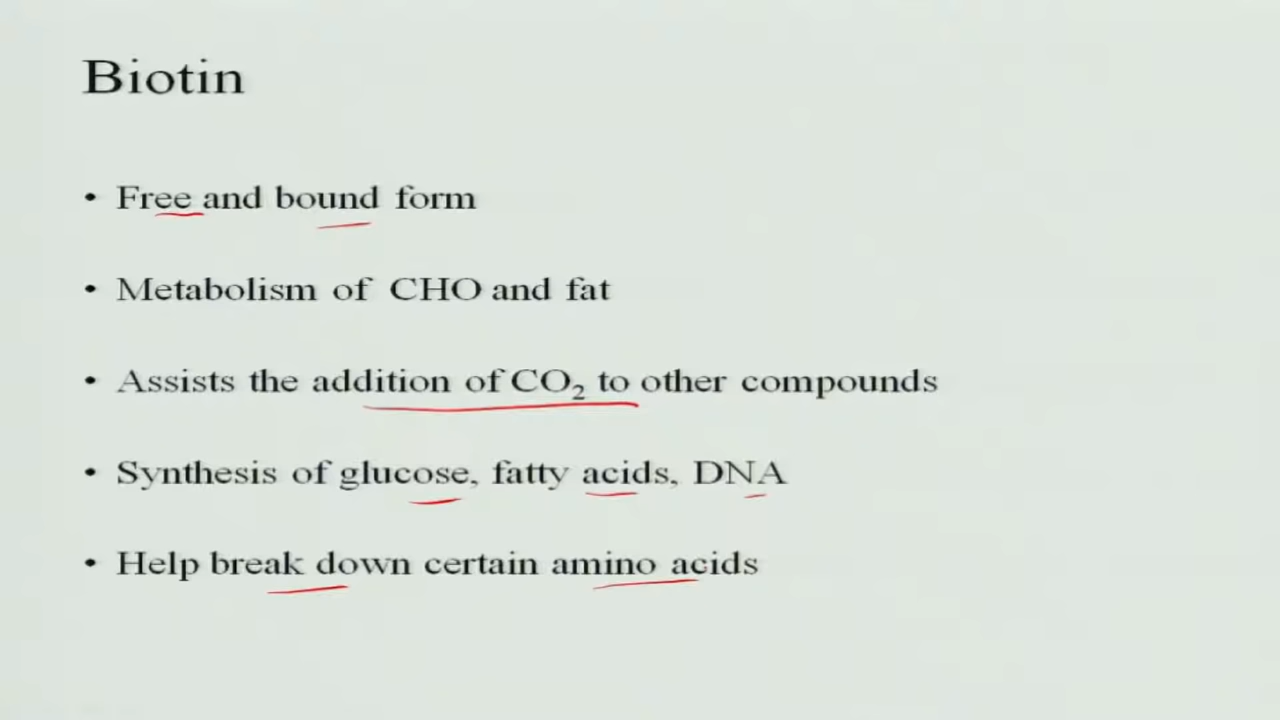 Biotin
• Free and bound form
• Metabolism of CHO and fat
• Assists the addition of CO₂ to other compounds
• Synthesis of glucose, fatty acids, DNA
• Help break down certain amino acids